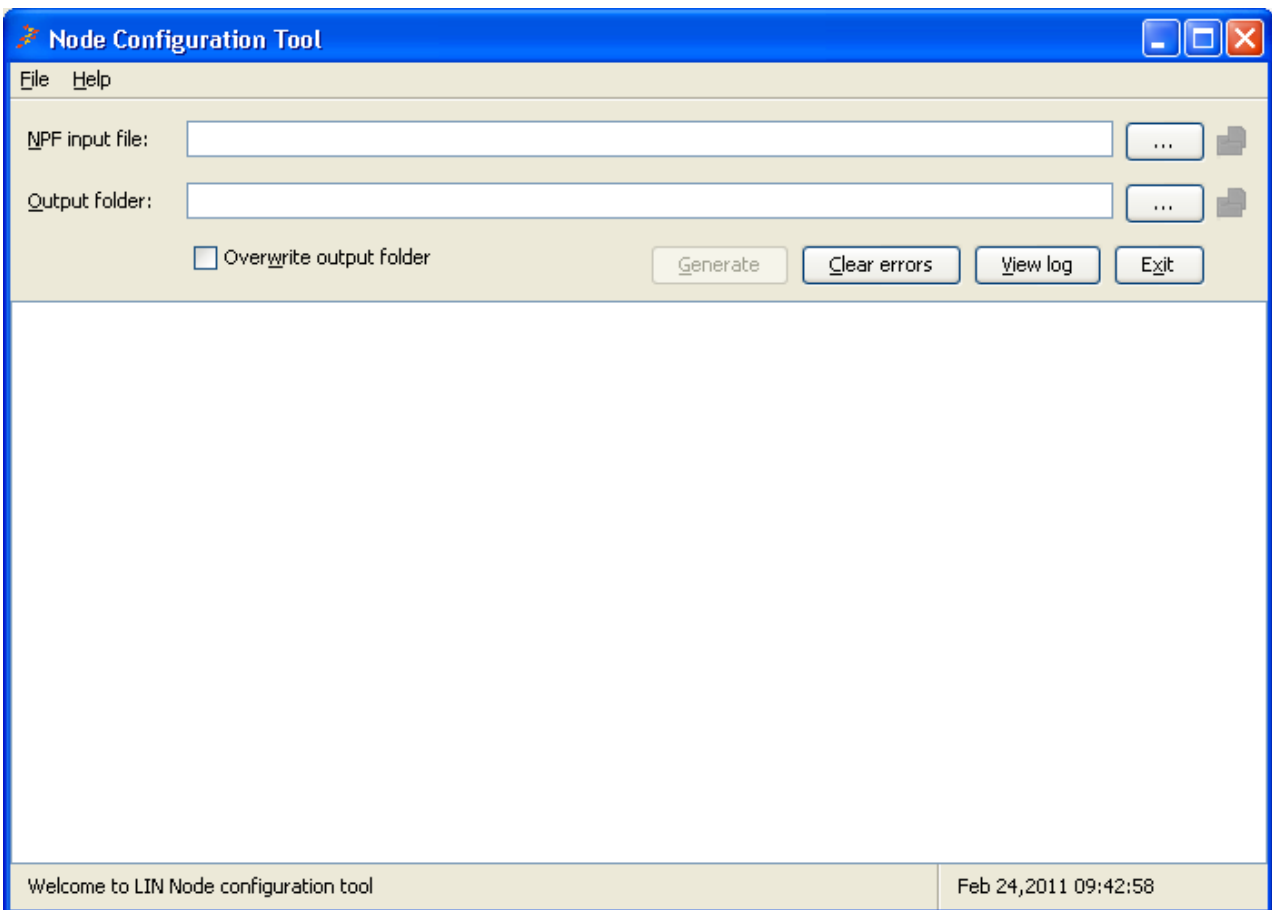 Node Configuration Tool
File Help
NPF input file: ...
Output folder: ...
Overwrite output folder Generate Clear errors View log Exit
Welcome to LIN Node configuration tool Feb 24,2011 09:42:58